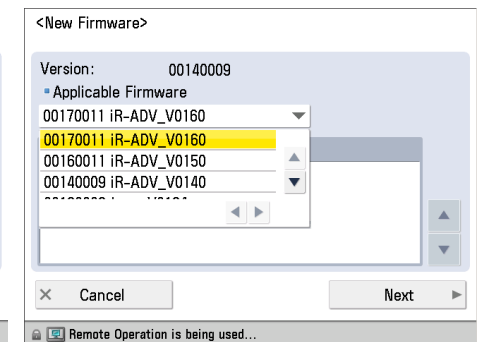 <New Firmware>
Version: 00140009
Applicable Firmware
00170011 iR-ADV_V0160
00170011 iR-ADV_V0160
00160011 iR-ADV_V0150
00140009 iR-ADV_V0140
Cancel
Next
Remote Operation is being used...